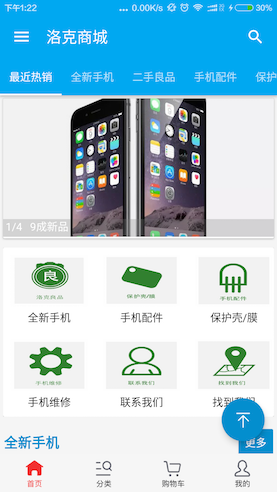 下午1:22 ... 0.00K/s 30%
洛克商城
最近热销 全新手机 二手良品 手机配件 保护
1/4 9成新品
良
洛克良品 保护壳/膜 手机配件
全新手机 手机配件 保护壳/膜
手机维修 联系我们 找到我们
手机维修 联系我们 找到我们
全新手机 更多
首页 分类 购物车 我的